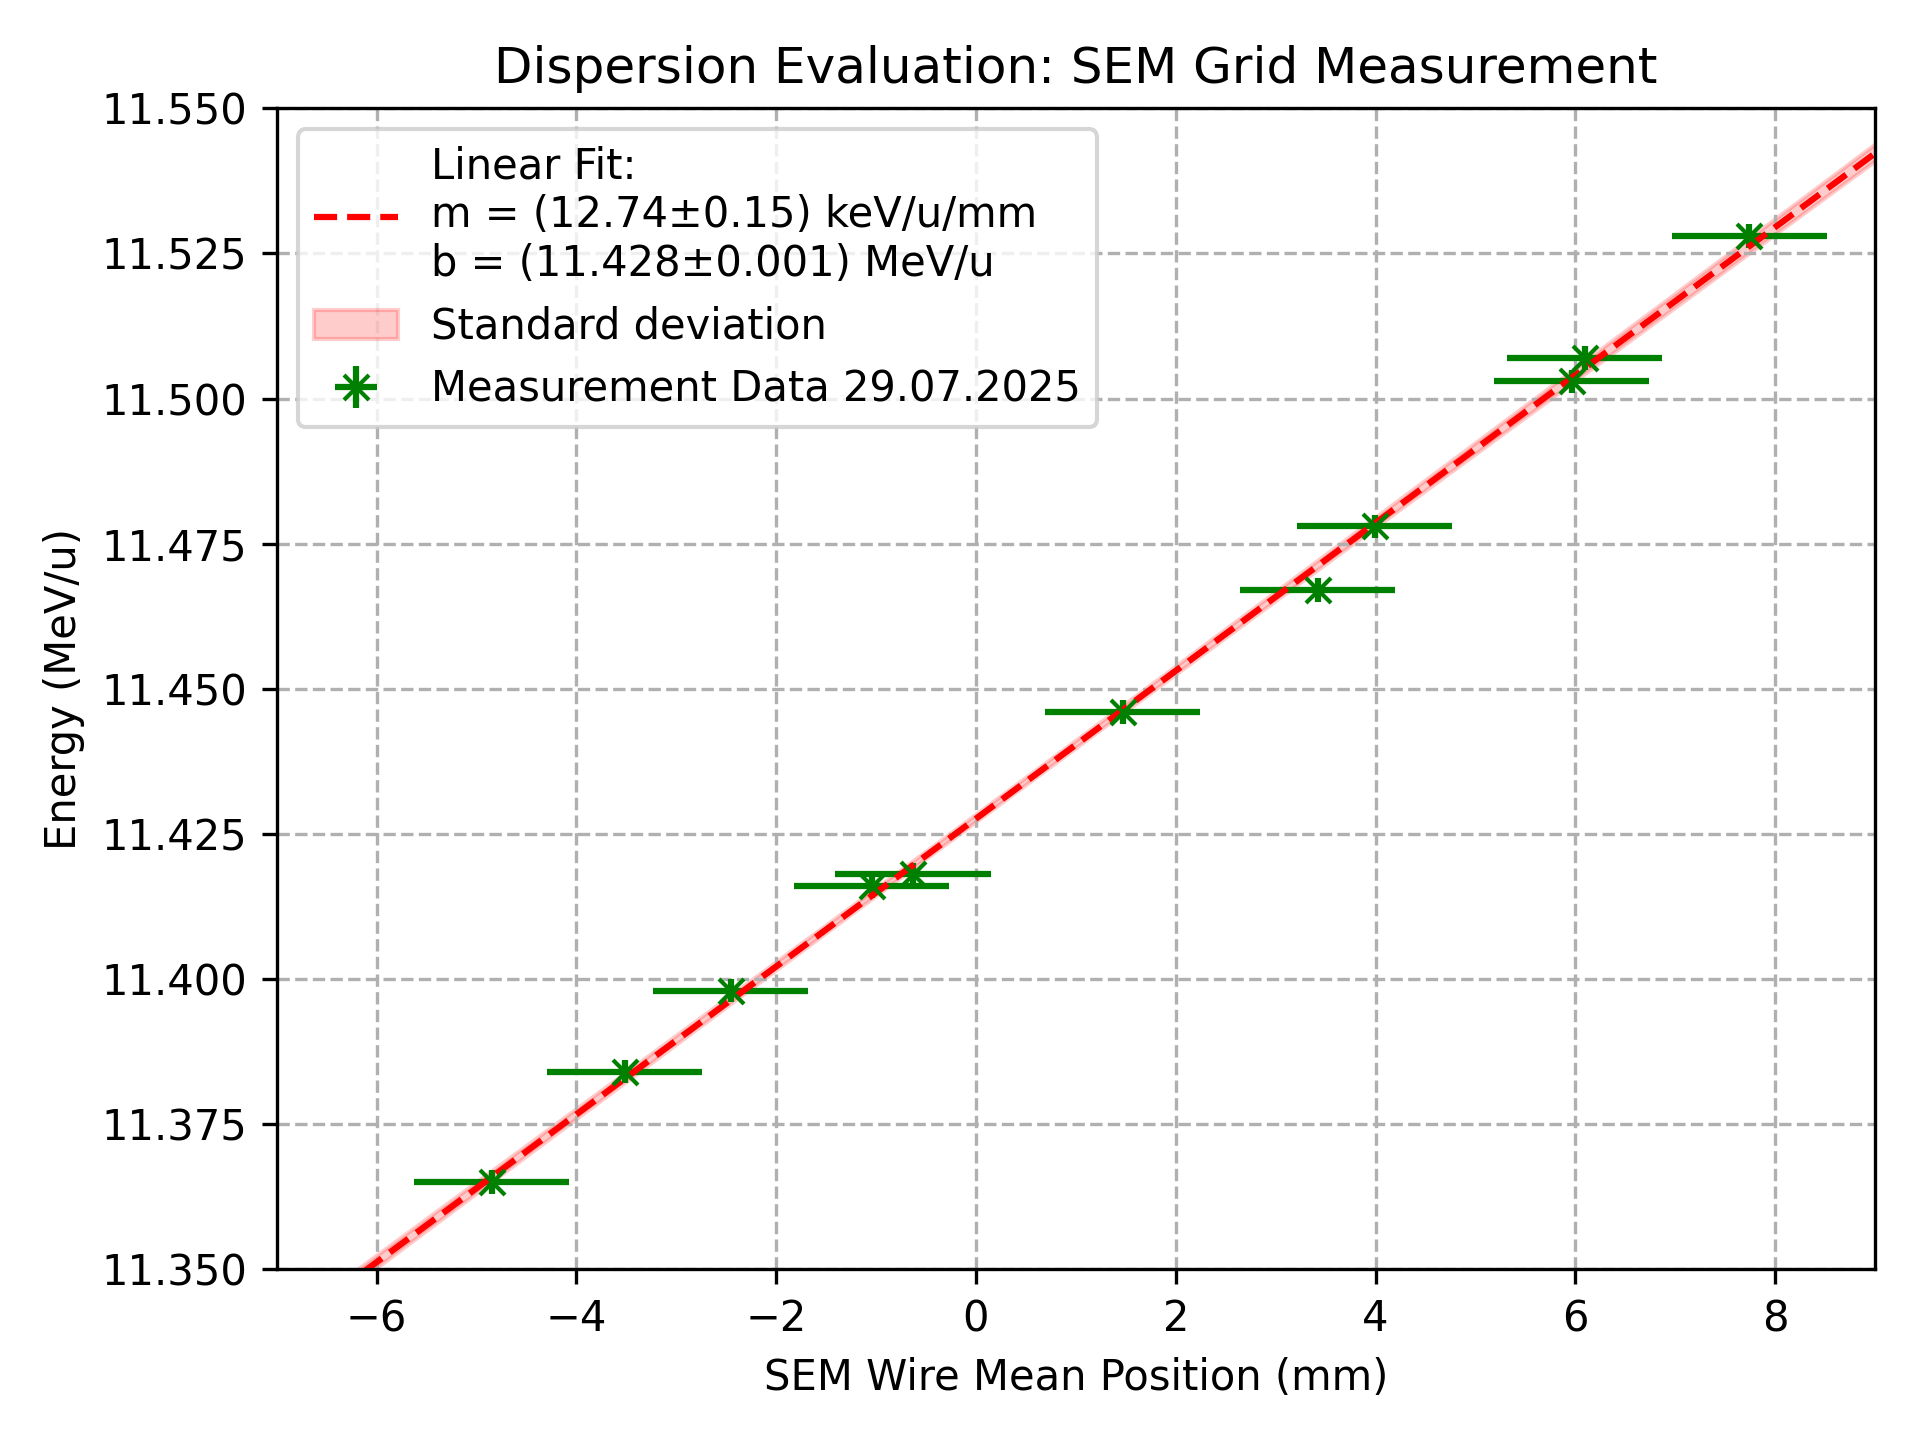 Dispersion Evaluation: SEM Grid Measurement
11.550
11.525
11.500
11.475
11.450
11.425
11.400
11.375
11.350
Energy (MeV/u)
Linear Fit:
m = (12.74±0.15) keV/u/mm
b = (11.428±0.001) MeV/u
Standard deviation
Measurement Data 29.07.2025
−6 −4 −2 0 2 4 6 8
SEM Wire Mean Position (mm)